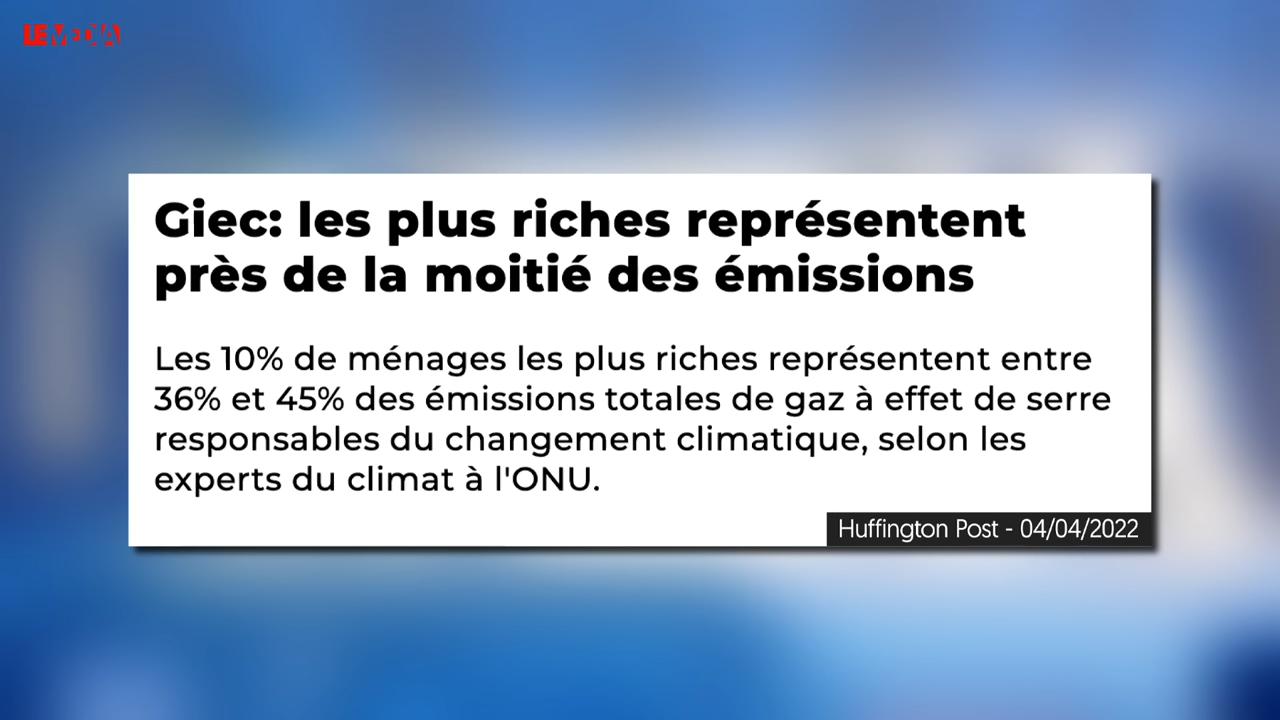 LEMEDIA
Giec: les plus riches représentent
près de la moitié des émissions
Les 10% de ménages les plus riches représentent entre
36% et 45% des émissions totales de gaz à effet de serre
responsables du changement climatique, selon les
experts du climat à l'ONU.
Huffington Post - 04/04/2022